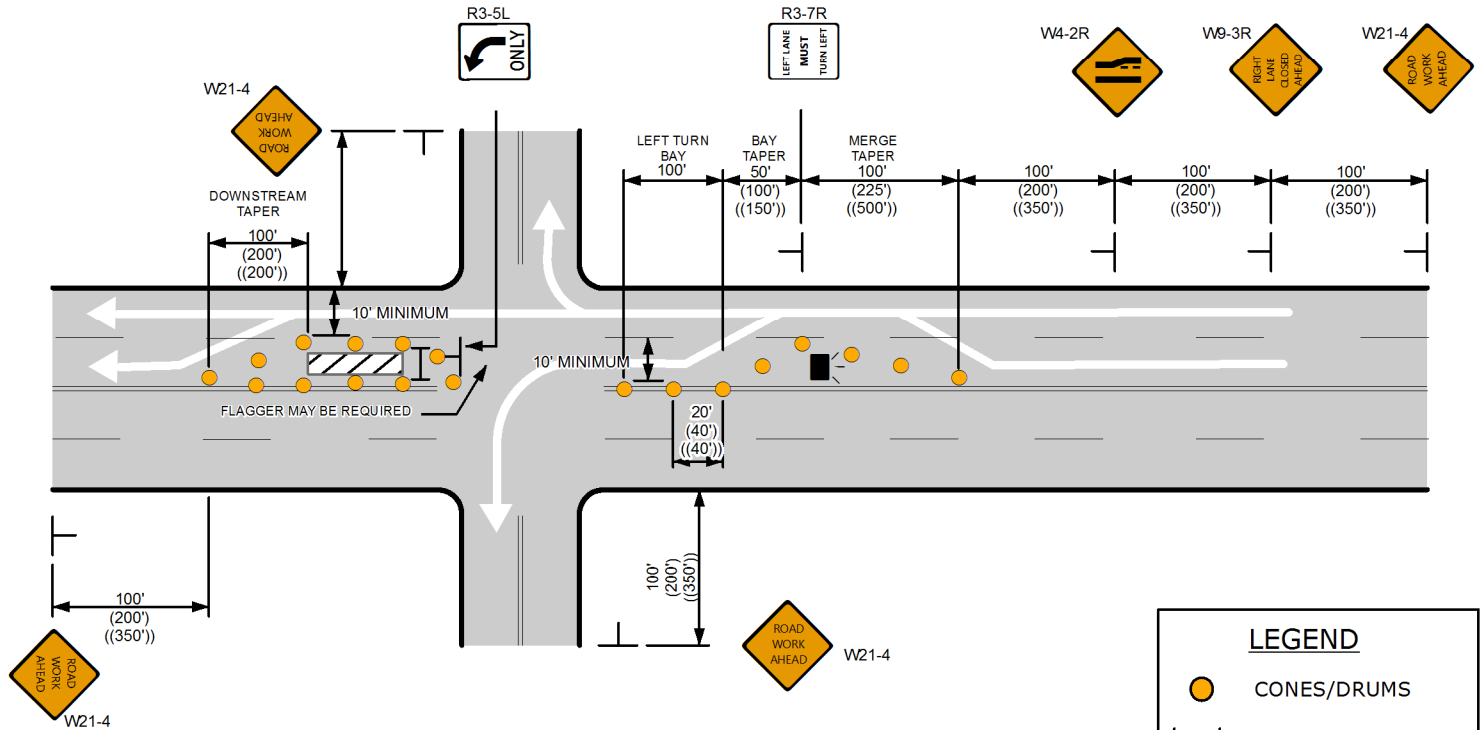 R3-5L
ONLY
R3-7R
LEFT LANE
MUST
TURN LEFT
W4-2R
W9-3R
RIGHT
LANE
CLOSED
AHEAD
W21-4
ROAD
WORK
AHEAD
W21-4
ROAD
WORK
AHEAD
LEFT TURN
BAY
100'
BAY
TAPER
50'
(100')
((150'))
MERGE
TAPER
100'
(225')
((500'))
100'
(200')
((350'))
100'
(200')
((350'))
100'
(200')
((350'))
DOWNSTREAM
TAPER
100'
(200')
((200'))
10' MINIMUM
10' MINIMUM
FLAGGER MAY BE REQUIRED
20'
(40')
((40'))
100'
(200')
((350'))
100'
(200')
((350'))
ROAD
WORK
AHEAD
W21-4
ROAD
WORK
AHEAD
W21-4
LEGEND
CONES/DRUMS